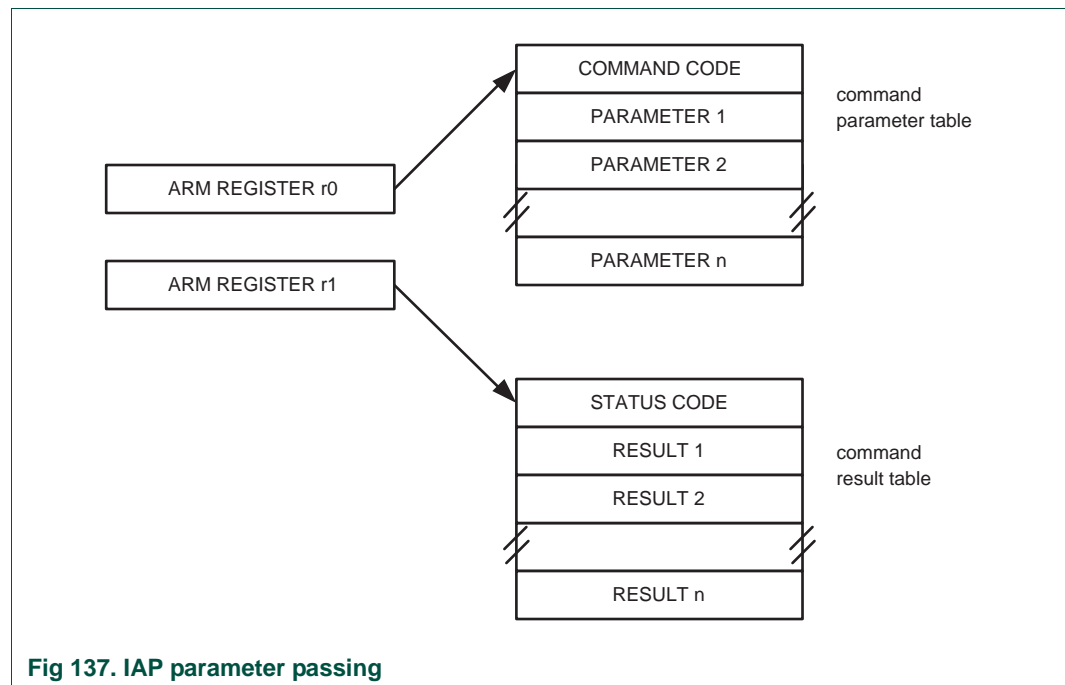 COMMAND CODE
PARAMETER 1
PARAMETER 2
PARAMETER n
command
parameter table
ARM REGISTER r0
ARM REGISTER r1
STATUS CODE
RESULT 1
RESULT 2
RESULT n
command
result table
Fig 137. IAP parameter passing